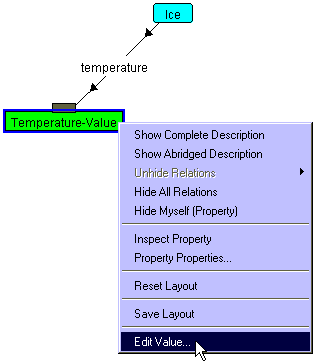 Ice
temperature
Temperature-Value
Show Complete Description
Show Abridged Description
Unhide Relations
Hide All Relations
Hide Myself (Property)
Inspect Property
Property Properties...
Reset Layout
Save Layout
Edit Value...